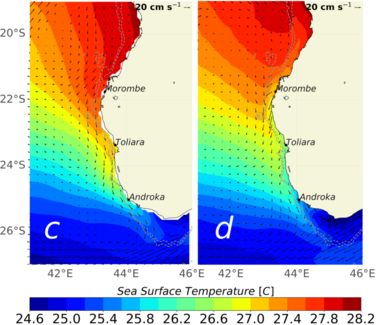 20 cm s⁻¹ 20 cm s⁻¹
20°S
Morombe Morombe
22°S
Toliara Toliara
24°S
Androka Androka
c d
26°S
42°E 44°E 46°E 42°E 44°E 46°E
Sea Surface Temperature [C]
24.6 25.0 25.8 26.2 26.6 27.0 27.4 27.8 28.2